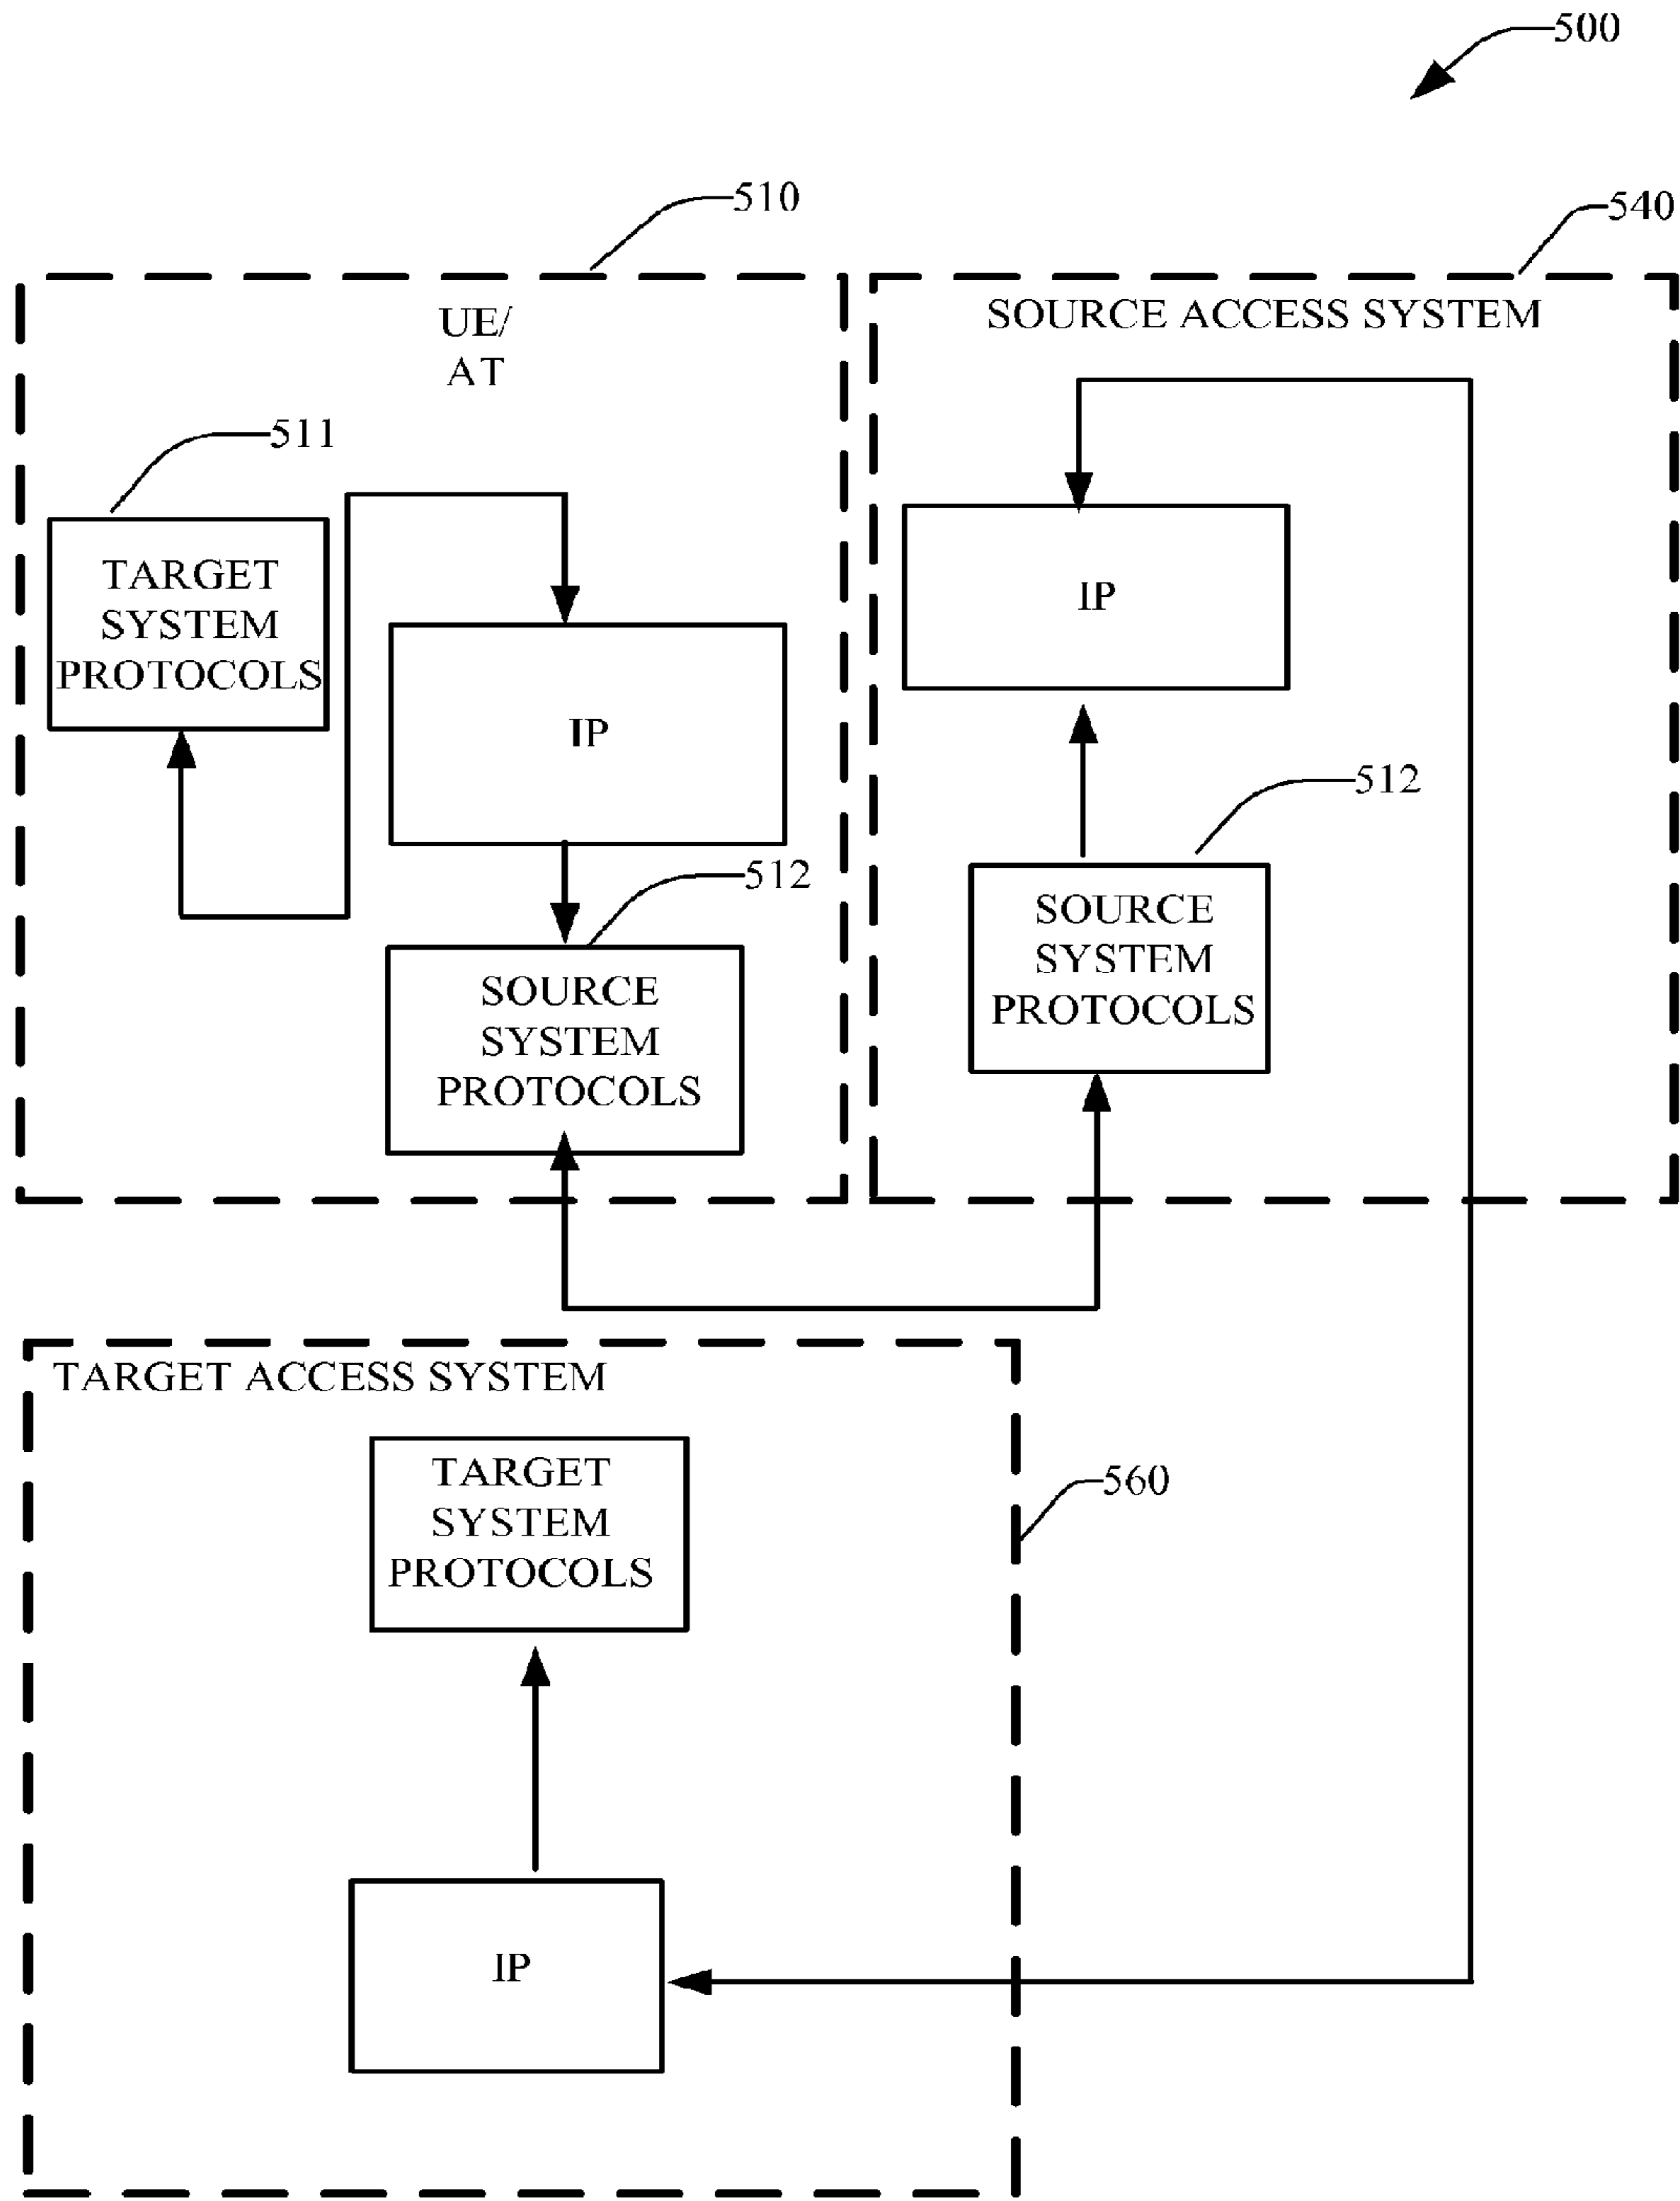 500
510
540
UE/
AT
SOURCE ACCESS SYSTEM
511
TARGET
SYSTEM
PROTOCOLS
IP
IP
512
512
SOURCE
SYSTEM
PROTOCOLS
SOURCE
SYSTEM
PROTOCOLS
TARGET ACCESS SYSTEM
TARGET
SYSTEM
PROTOCOLS
560
IP